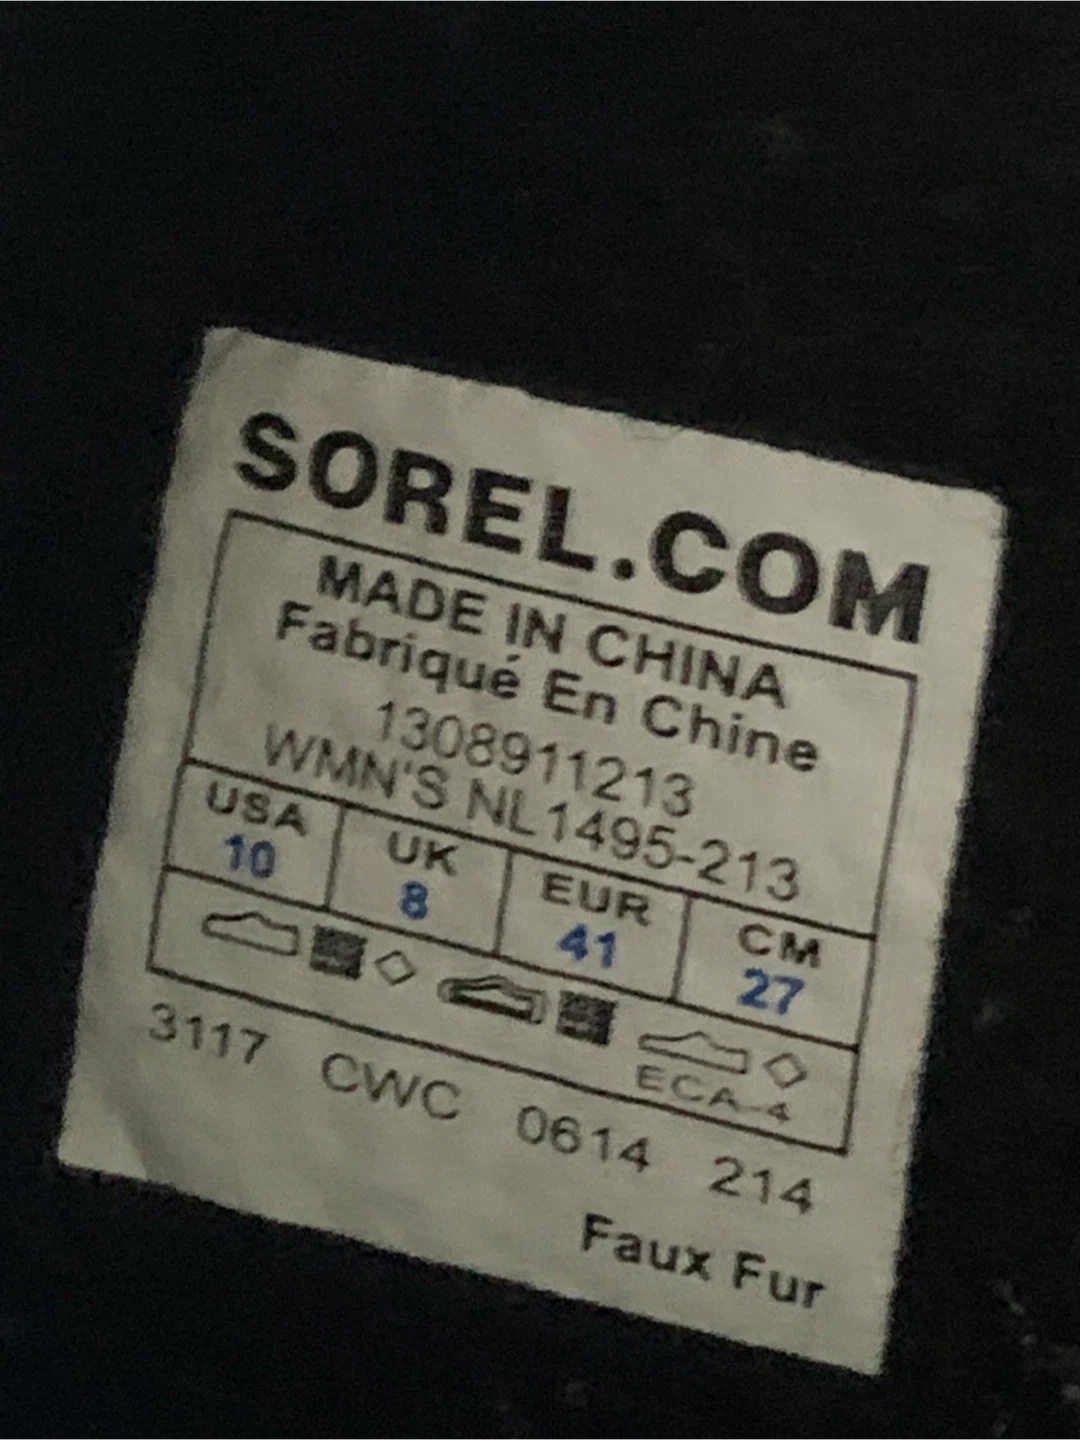 SOREL.COM
MADE IN CHINA
Fabriqué En Chine
1308911213
WMN'S NL1495-213
USA UK EUR CM
10 8 41 27
ECA-4
3117 CWC 0614 214
Faux Fur